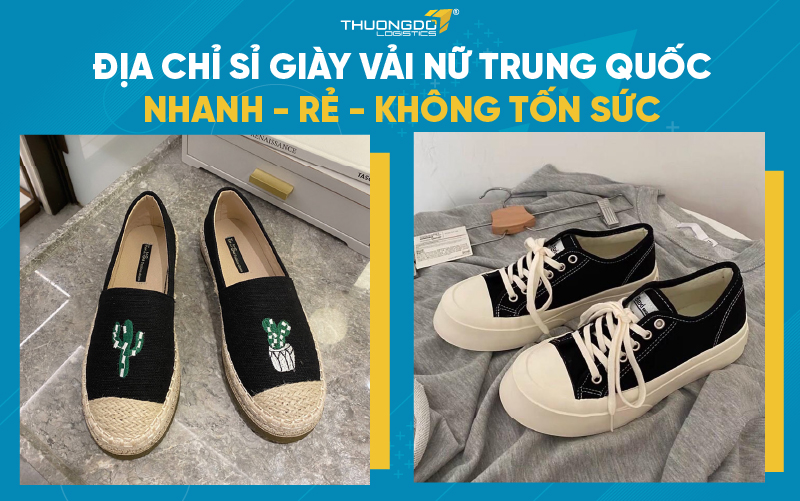 THUONGDO
LOGISTICS
ĐỊA CHỈ SỈ GIÀY VẢI NỮ TRUNG QUỐC
NHANH - RẺ - KHÔNG TỐN SỨC
RENAISSANCE